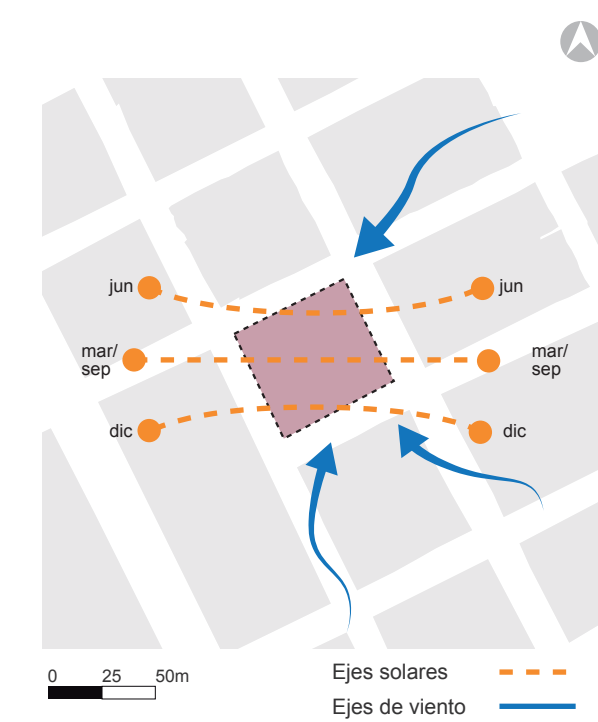 jun
jun
mar/
sep
mar/
sep
dic
dic
0 25 50m
Ejes solares
Ejes de viento